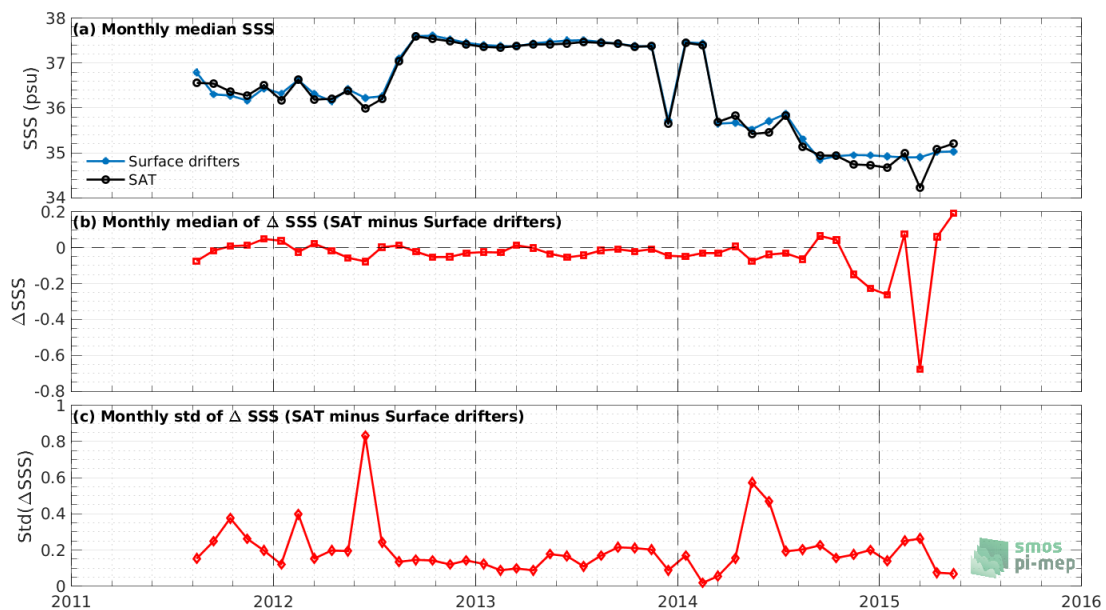 (a) Monthly median SSS
38
37
36
35
34
SSS (psu)
Surface drifters
SAT
(b) Monthly median of Δ SSS (SAT minus Surface drifters)
0.2
0
-0.2
-0.4
-0.6
-0.8
ΔSSS
(c) Monthly std of Δ SSS (SAT minus Surface drifters)
1
0.8
0.6
0.4
0.2
0
Std(ΔSSS)
smos
pi-mep
2011 2012 2013 2014 2015 2016